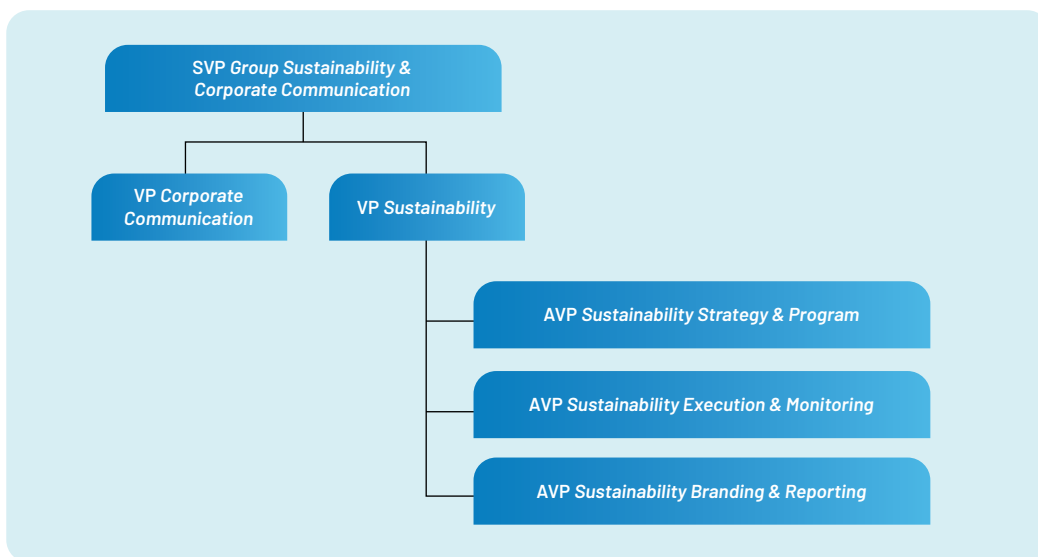 SVP Group Sustainability &
Corporate Communication
VP Corporate
Communication
VP Sustainability
AVP Sustainability Strategy & Program
AVP Sustainability Execution & Monitoring
AVP Sustainability Branding & Reporting